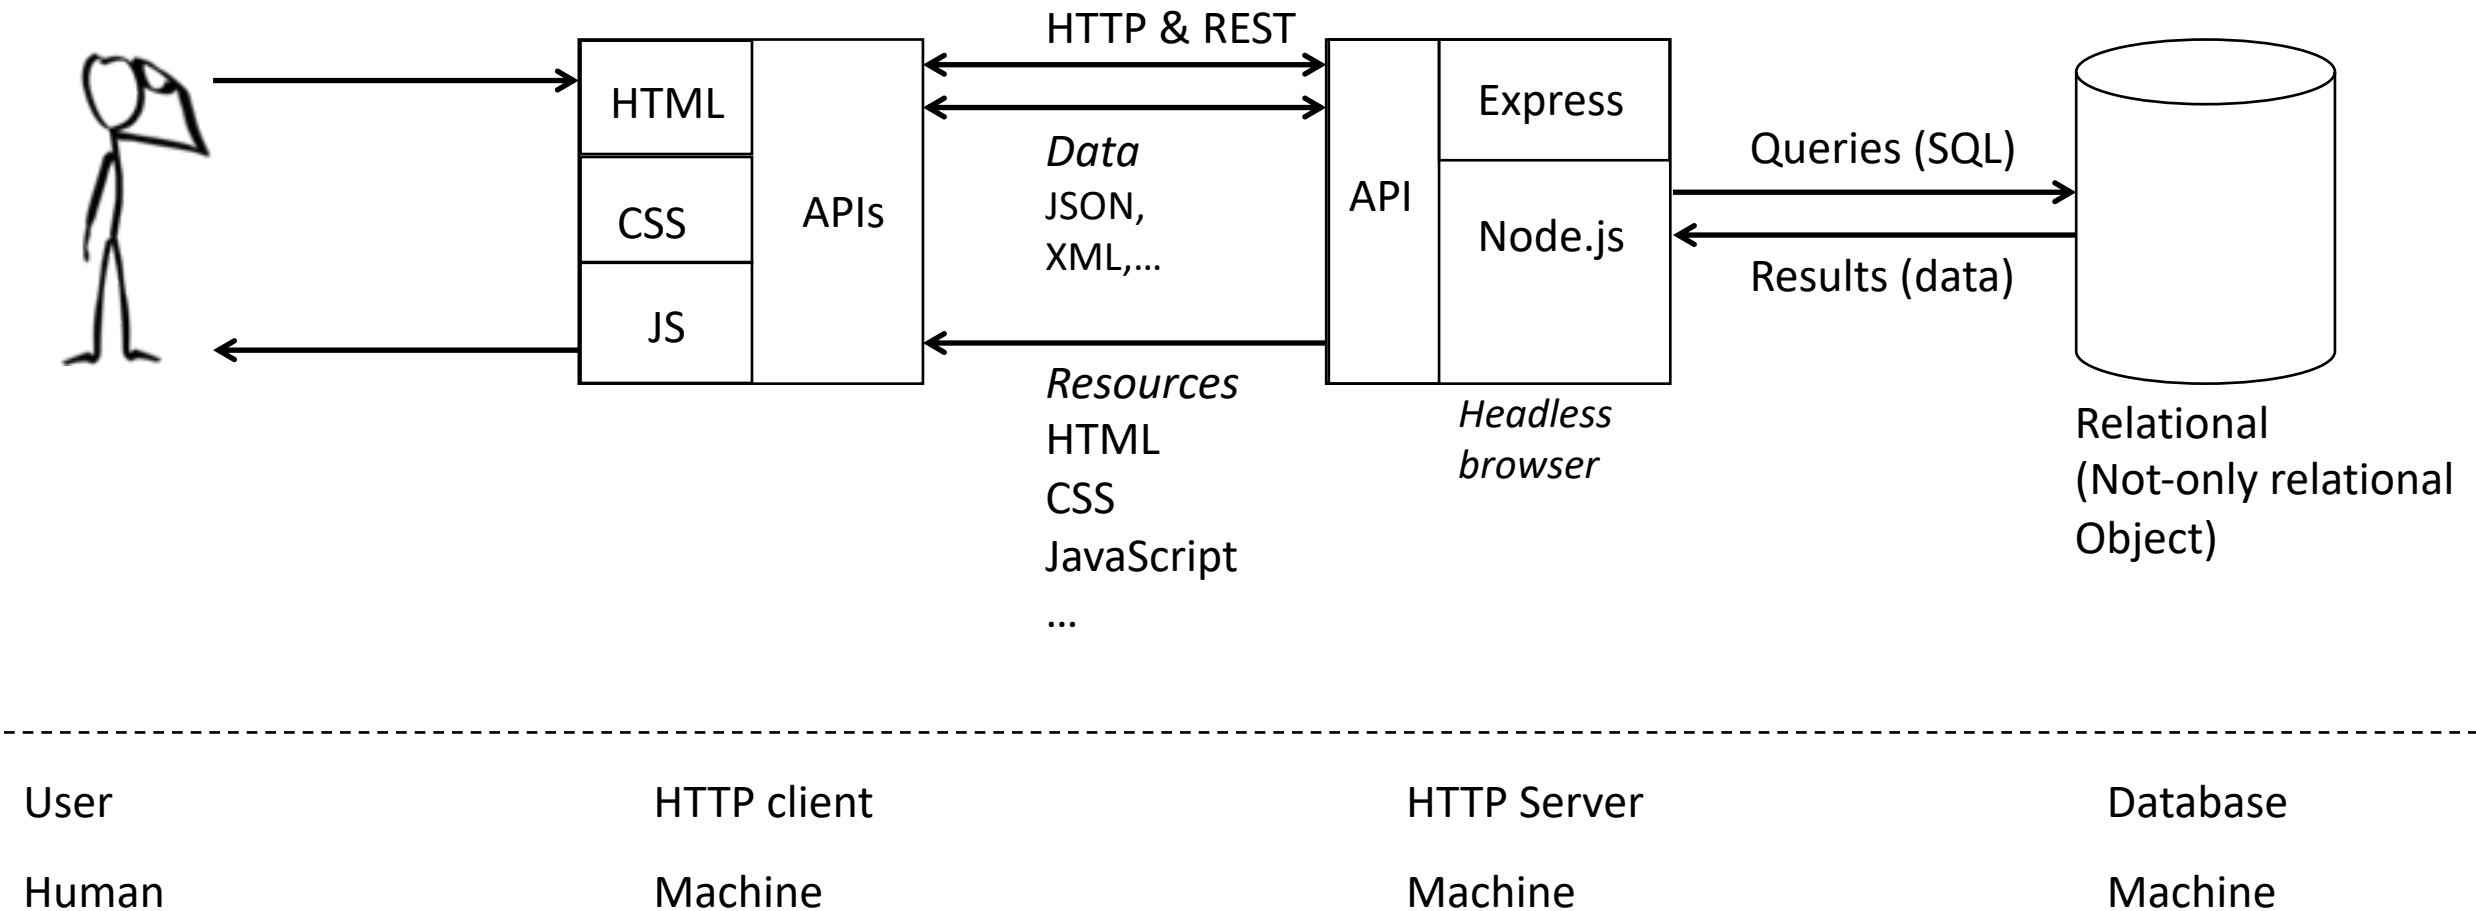 HTTP & REST
HTML
CSS
JS
APIs
Data
JSON,
XML,...
Resources
HTML
CSS
JavaScript
...
API
Express
Node.js
Headless
browser
Queries (SQL)
Results (data)
Relational
(Not-only relational
Object)
User
HTTP client
HTTP Server
Database
Human
Machine
Machine
Machine